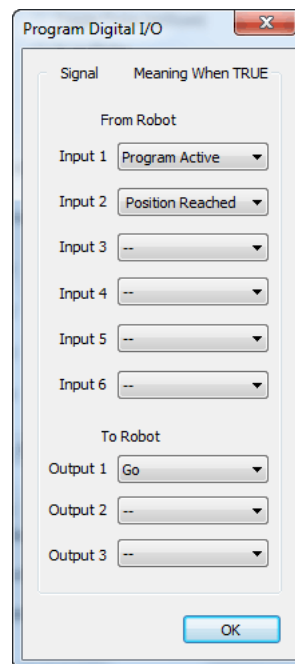 Program Digital I/O
Signal Meaning When TRUE
From Robot
Input 1 Program Active
Input 2 Position Reached
Input 3 --
Input 4 --
Input 5 --
Input 6 --
To Robot
Output 1 Go
Output 2 --
Output 3 --
OK